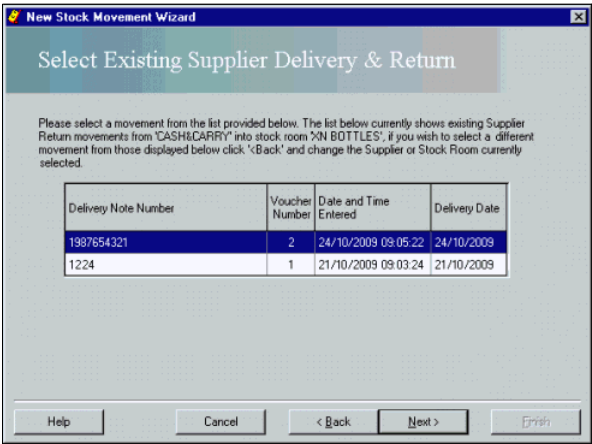 New Stock Movement Wizard
Select Existing Supplier Delivery & Return
Please select a movement from the list provided below. The list below currently shows existing Supplier
Return movements from 'CASH&CARRY' into stock room 'XN BOTTLES', if you wish to select a different
movement from those displayed below click '<Back' and change the Supplier or Stock Room currently
selected.
Delivery Note Number Voucher Number Date and Time Entered Delivery Date
1987654321 2 24/10/2009 09:05:22 24/10/2009
1224 1 21/10/2009 09:03:24 21/10/2009
Help Cancel < Back Next > Finish